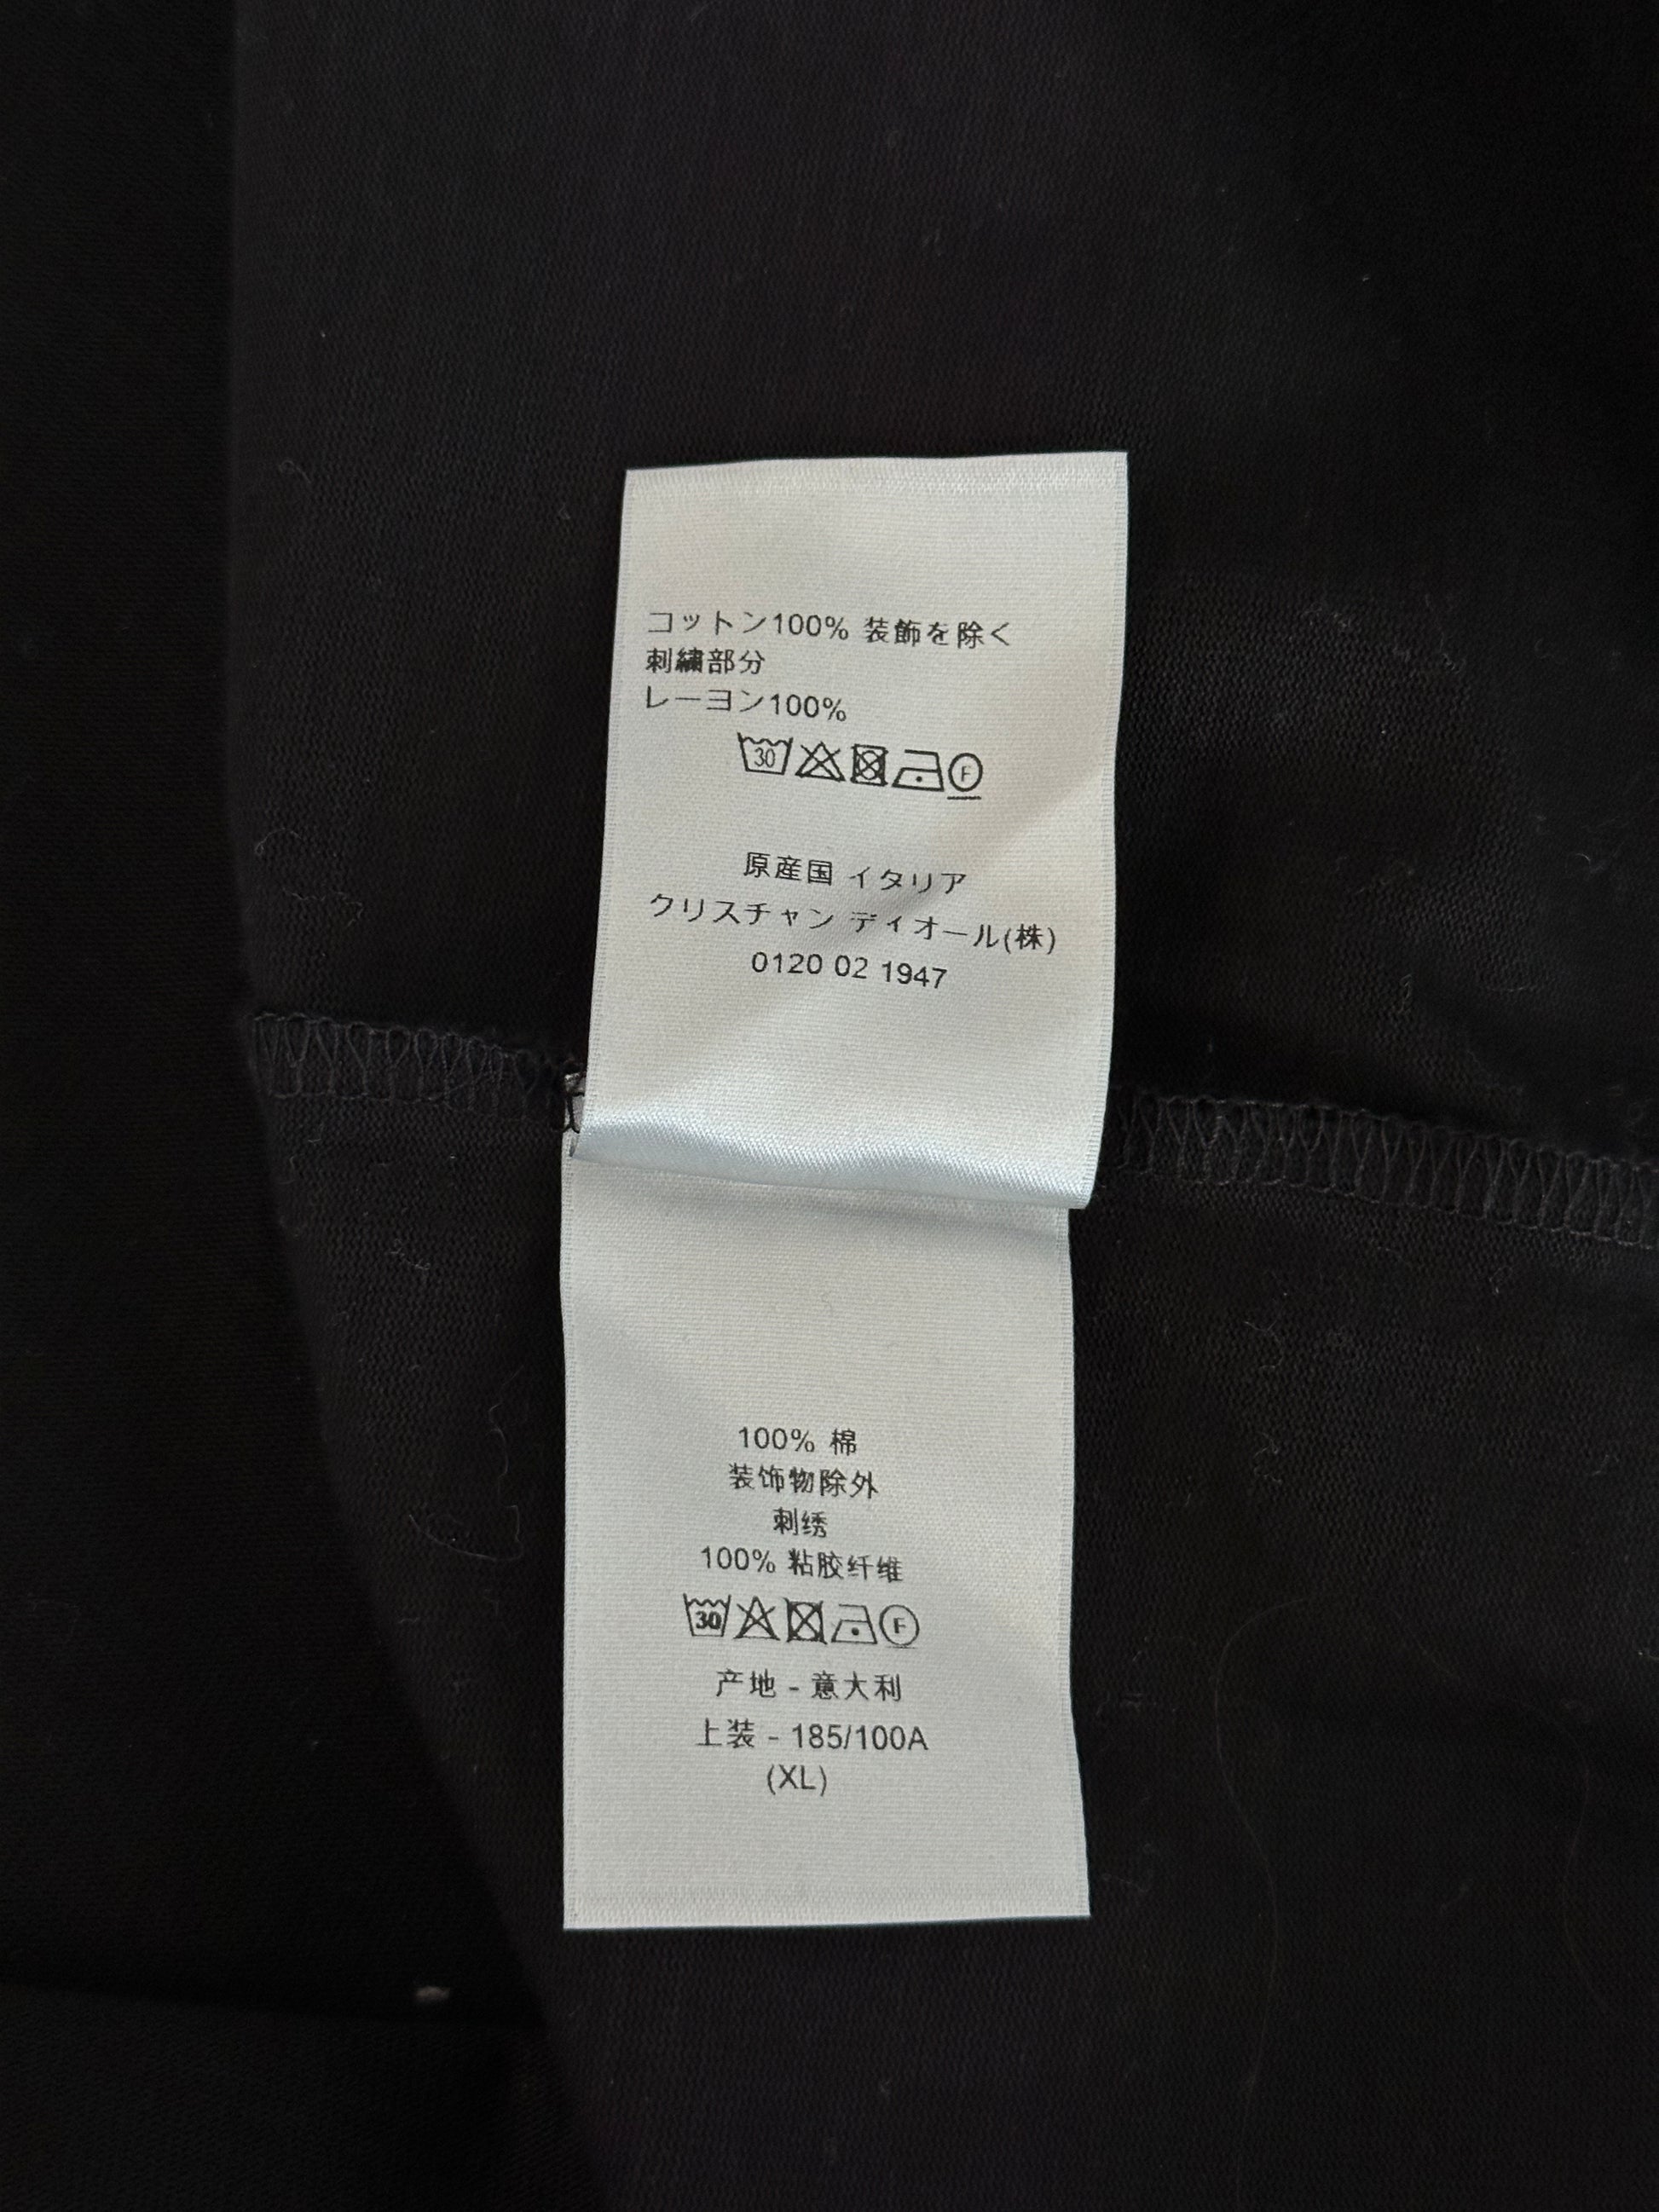 コットン100% 装飾を除く
刺繍部分
レーヨン100%
30 F
原産国 イタリア
クリスチャン ディオール(株)
0120 02 1947
100% 棉
装饰物除外
刺绣
100% 粘胶纤维
30 F
产地 - 意大利
上装 - 185/100A
(XL)